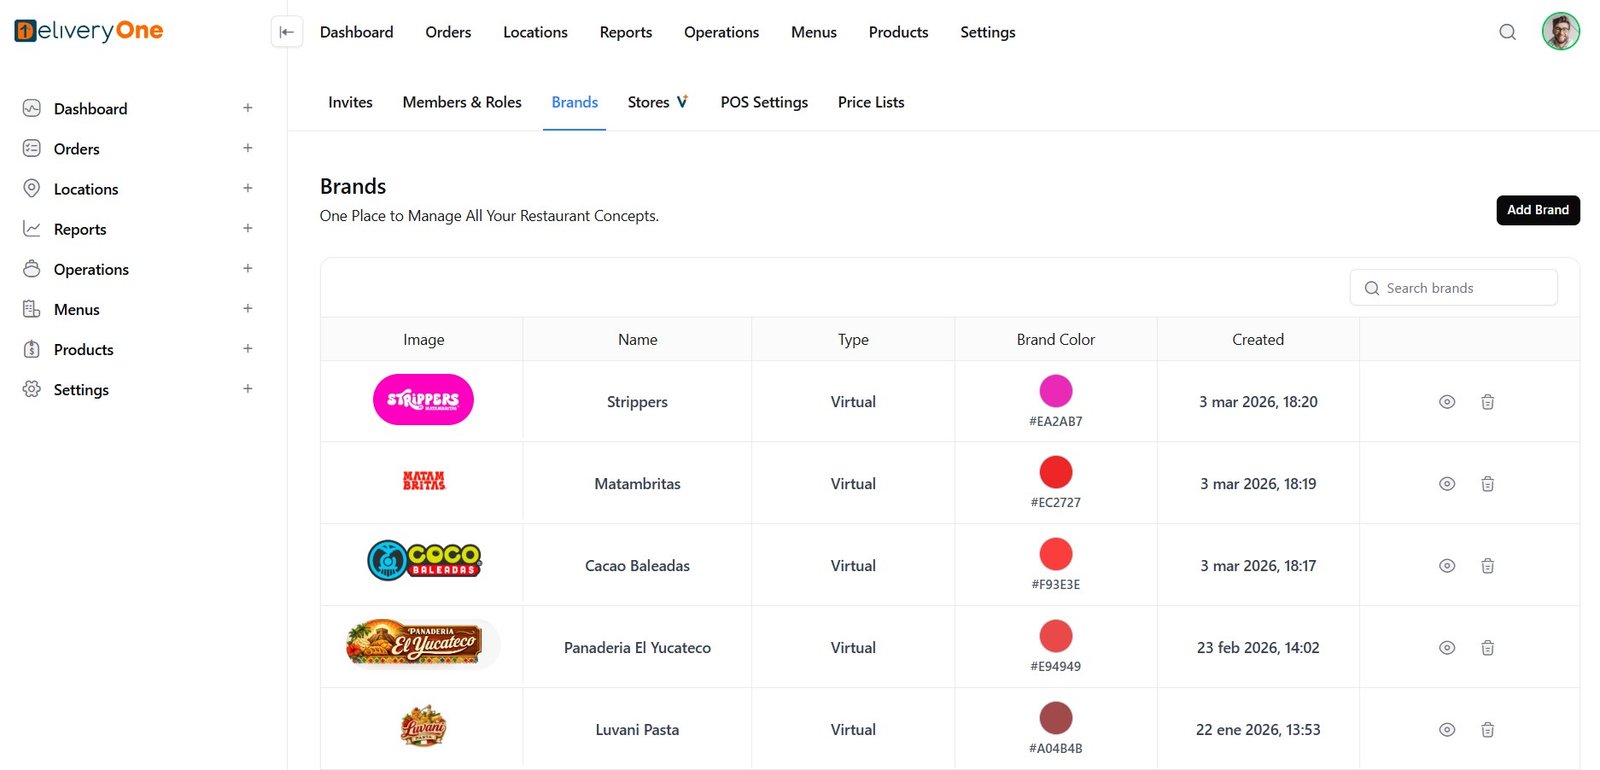 DeliveryOne
Dashboard Orders Locations Reports Operations Menus Products Settings
Dashboard
Orders
Locations
Reports
Operations
Menus
Products
Settings
Invites Members & Roles Brands Stores V POS Settings Price Lists
Brands
One Place to Manage All Your Restaurant Concepts.
Add Brand
Search brands
Image Name Type Brand Color Created
STRIPPERS
MATAMBRITAS
Strippers Virtual #EA2AB7 3 mar 2026, 18:20
MATAM
BRITAS
Matambritas Virtual #EC2727 3 mar 2026, 18:19
COCO
BALEADAS
Cacao Baleadas Virtual #F93E3E 3 mar 2026, 18:17
PANADERIA
El Yucateco
Panaderia El Yucateco Virtual #E94949 23 feb 2026, 14:02
Luvani
PASTA
Luvani Pasta Virtual #A04B4B 22 ene 2026, 13:53